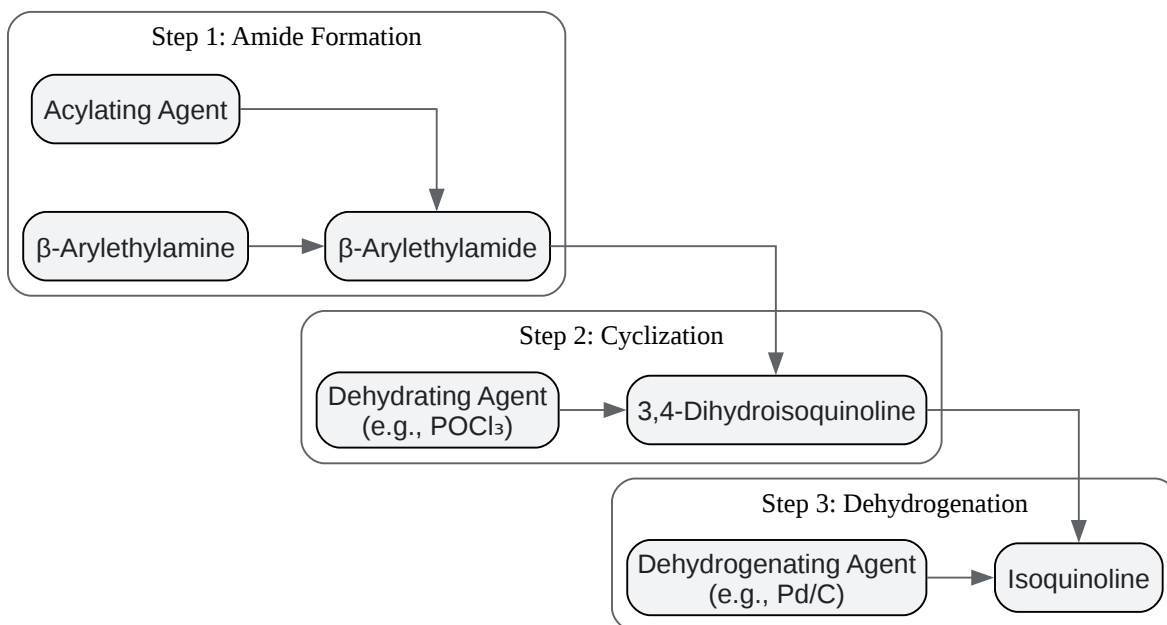 Step 1: Amide Formation
Acylating Agent
β-Arylethylamine
β-Arylethylamide
Step 2: Cyclization
Dehydrating Agent
(e.g., POCl₃)
3,4-Dihydroisoquinoline
Step 3: Dehydrogenation
Dehydrogenating Agent
(e.g., Pd/C)
Isoquinoline